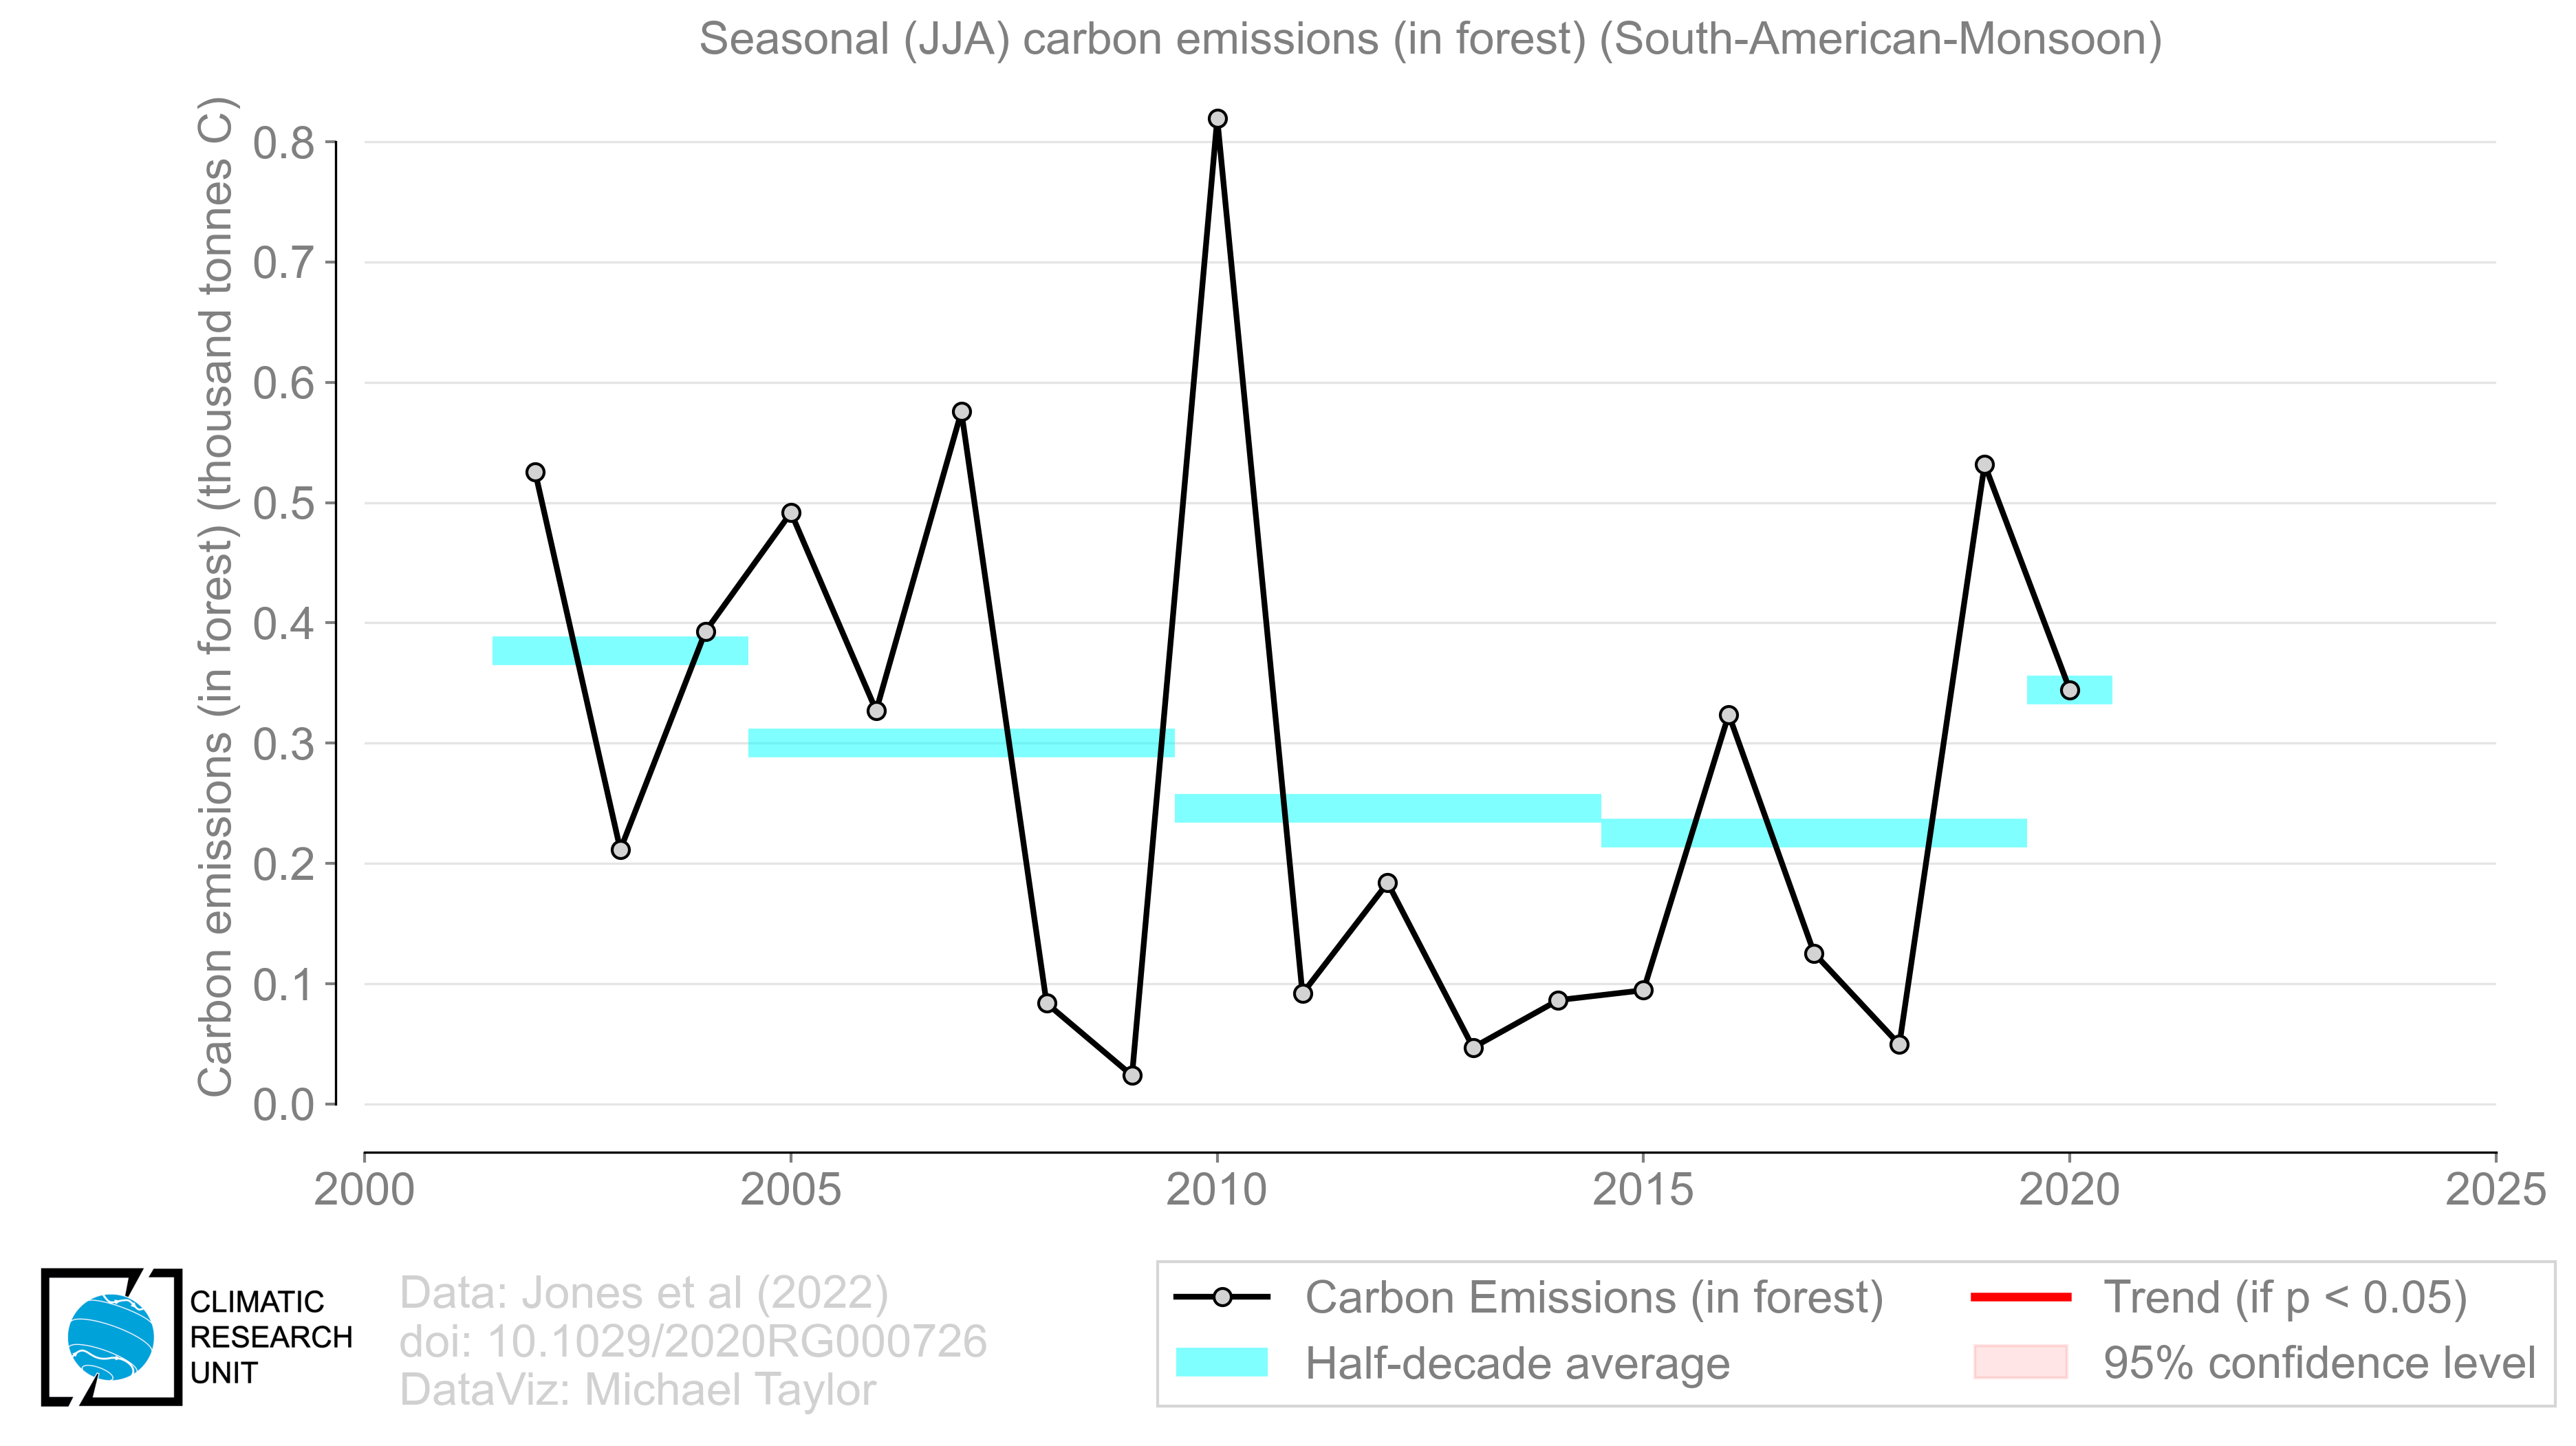 Seasonal (JJA) carbon emissions (in forest) (South-American-Monsoon)
Carbon emissions (in forest) (thousand tonnes C)
0.8
0.7
0.6
0.5
0.4
0.3
0.2
0.1
0.0
2000 2005 2010 2015 2020 2025
CLIMATIC
RESEARCH
UNIT
Data: Jones et al (2022)
doi: 10.1029/2020RG000726
DataViz: Michael Taylor
Carbon Emissions (in forest)
Half-decade average
Trend (if p < 0.05)
95% confidence level